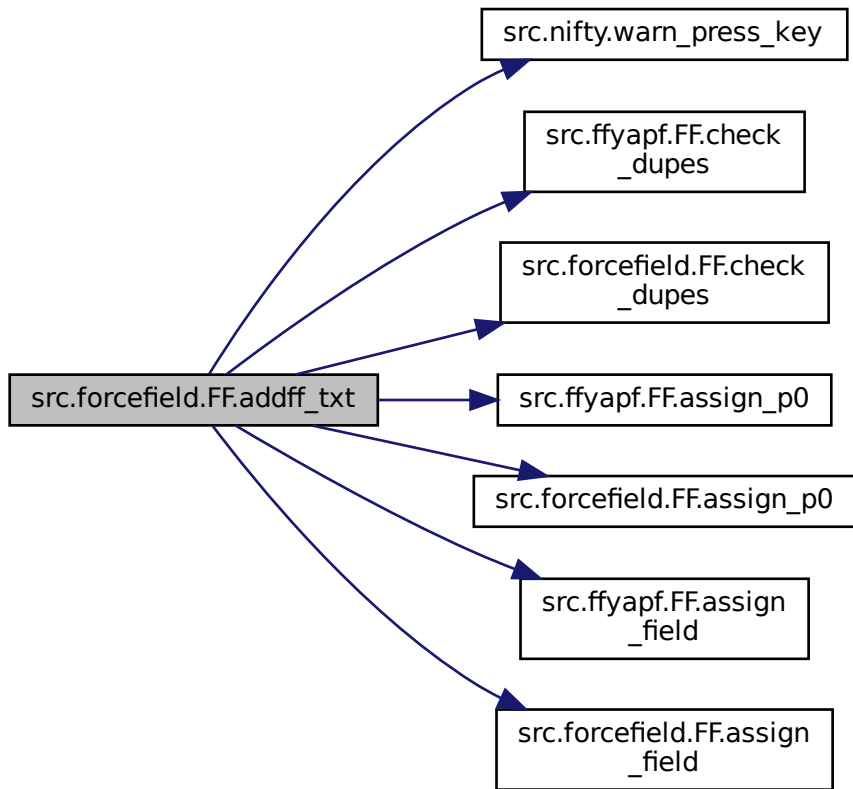 src.nifty.warn_press_key
src.ffyapf.FF.check
_dupes
src.forcefield.FF.check
_dupes
src.forcefield.FF.addff_txt
src.ffyapf.FF.assign_p0
src.forcefield.FF.assign_p0
src.ffyapf.FF.assign
_field
src.forcefield.FF.assign
_field